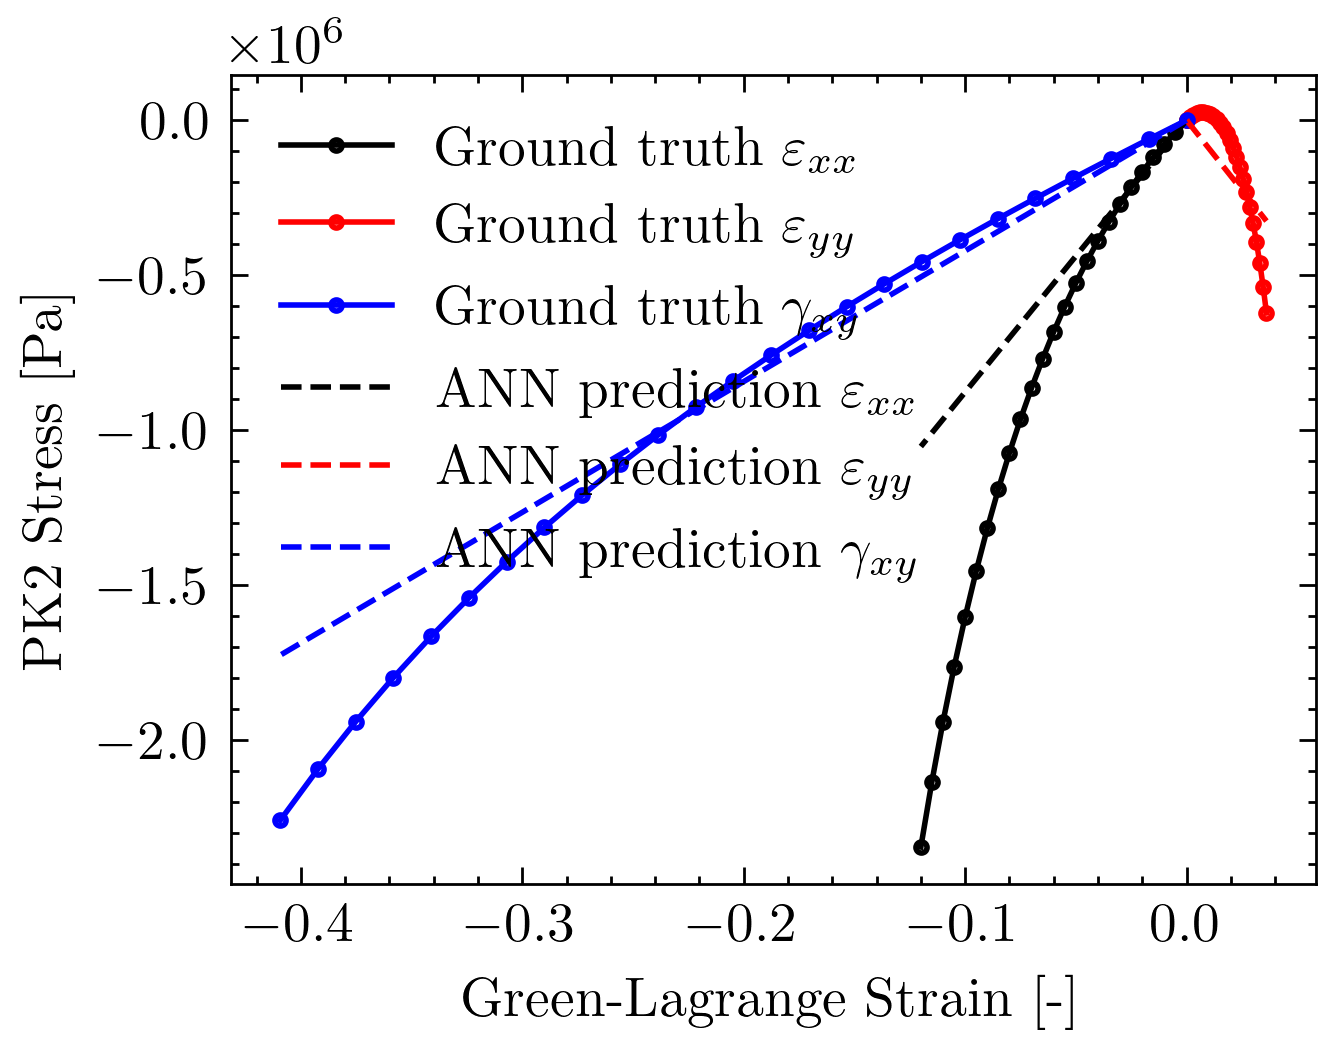 ×10⁶
0.0
−0.5
−1.0
−1.5
−2.0
PK2 Stress [Pa]
Ground truth εxx
Ground truth εyy
Ground truth γxy
ANN prediction εxx
ANN prediction εyy
ANN prediction γxy
−0.4 −0.3 −0.2 −0.1 0.0
Green-Lagrange Strain [-]